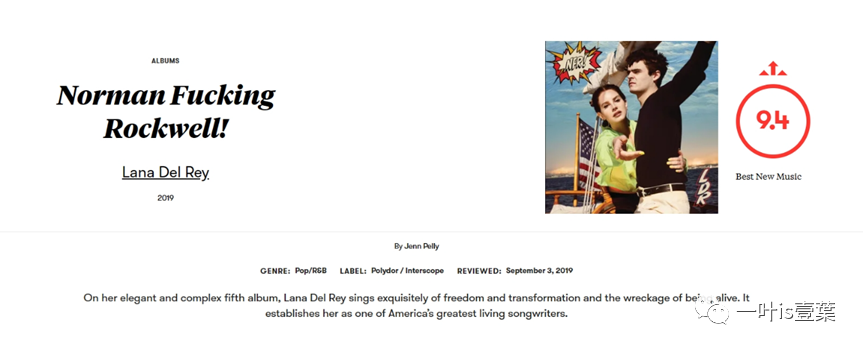 ALBUMS
Norman Fucking
Rockwell!
Lana Del Rey
2019
NFR!
LDR
9.4
Best New Music
By Jenn Pelly
GENRE: Pop/R&B LABEL: Polydor / Interscope REVIEWED: September 3, 2019
On her elegant and complex fifth album, Lana Del Rey sings exquisitely of freedom and transformation and the wreckage of being alive. It
establishes her as one of America's greatest living songwriters.
一叶is壹葉